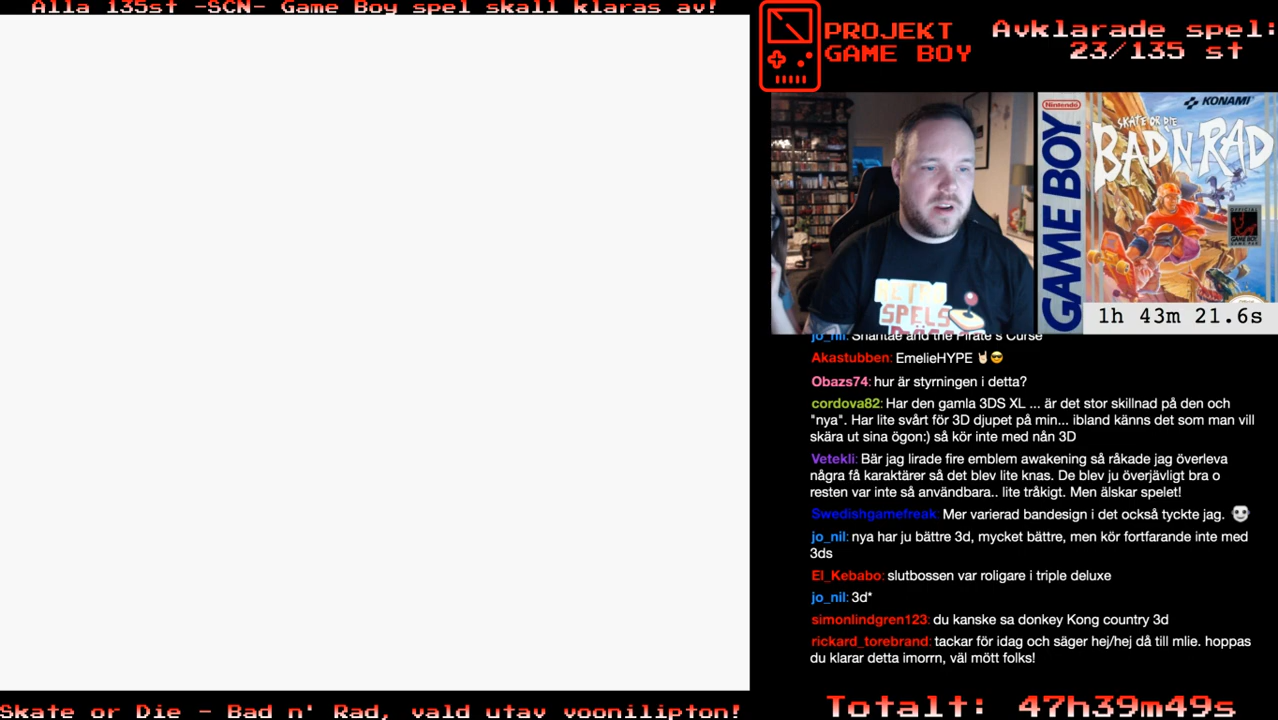 Alla 135st -SCN- Game Boy spel skall klaras av!
PROJEKT
GAME BOY
Avklarade spel:
23/135 st
Nintendo
GAME BOY
KONAMI
SKATE OR DIE
BAD 'N RAD
RETRO
SPELS
1h 43m 21.6s
jo_nil: Shantae and the Pirate's Curse
Akastubben: EmelieHYPE 🤘😎
Obazs74: hur är styrningen i detta?
cordova82: Har den gamla 3DS XL ... är det stor skillnad på den och
"nya". Har lite svårt för 3D djupet på min... ibland känns det som man vill
skära ut sina ögon:) så kör inte med nån 3D
Vetekli: Bär jag lirade fire emblem awakening så råkade jag överleva
några få karaktärer så det blev lite knas. De blev ju överjävligt bra o
resten var inte så användbara.. lite tråkigt. Men älskar spelet!
Swedishgamefreak: Mer varierad bandesign i det också tyckte jag.
jo_nil: nya har ju bättre 3d, mycket bättre, men kör fortfarande inte med
3ds
El_Kebabo: slutbossen var roligare i triple deluxe
jo_nil: 3d*
simonlindgren123: du kanske sa donkey Kong country 3d
rickard_torebrand: tackar för idag och säger hej/hej då till mlie. hoppas
du klarar detta imorrn, väl mött folks!
Skate or Die - Bad n' Rad, vald utav voonilipton!
Totalt: 47h39m49s